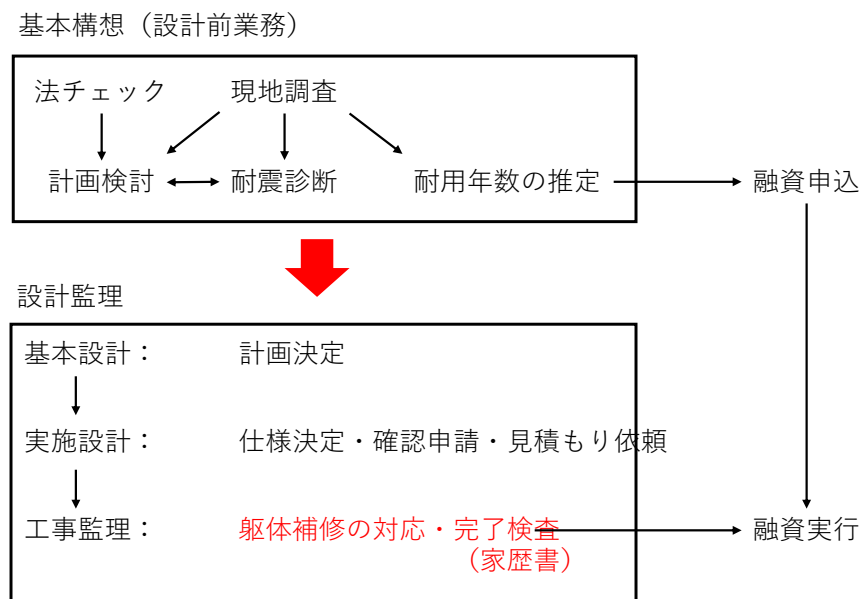 基本構想（設計前業務）
法チェック
現地調査
計画検討
耐震診断
耐用年数の推定
融資申込
設計監理
基本設計：
計画決定
実施設計：
仕様決定・確認申請・見積もり依頼
工事監理：
躯体補修の対応・完了検査
（家歴書）
融資実行